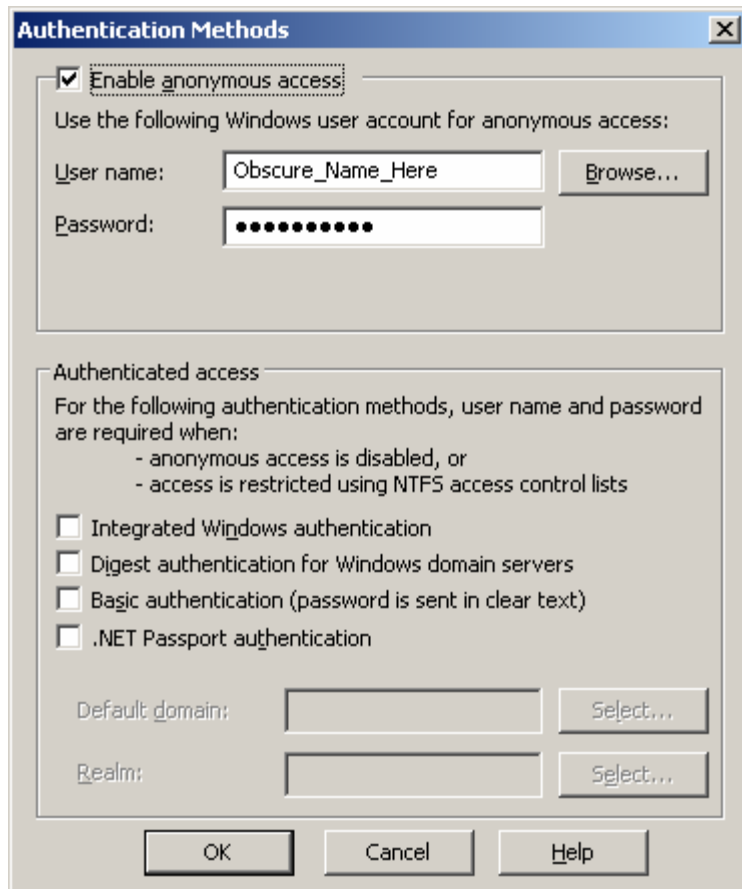 Authentication Methods
Enable anonymous access
Use the following Windows user account for anonymous access:
User name: Obscure_Name_Here Browse...
Password: ●●●●●●●●●●
Authenticated access
For the following authentication methods, user name and password
are required when:
- anonymous access is disabled, or
- access is restricted using NTFS access control lists
Integrated Windows authentication
Digest authentication for Windows domain servers
Basic authentication (password is sent in clear text)
.NET Passport authentication
Default domain: Select...
Realm: Select...
OK Cancel Help